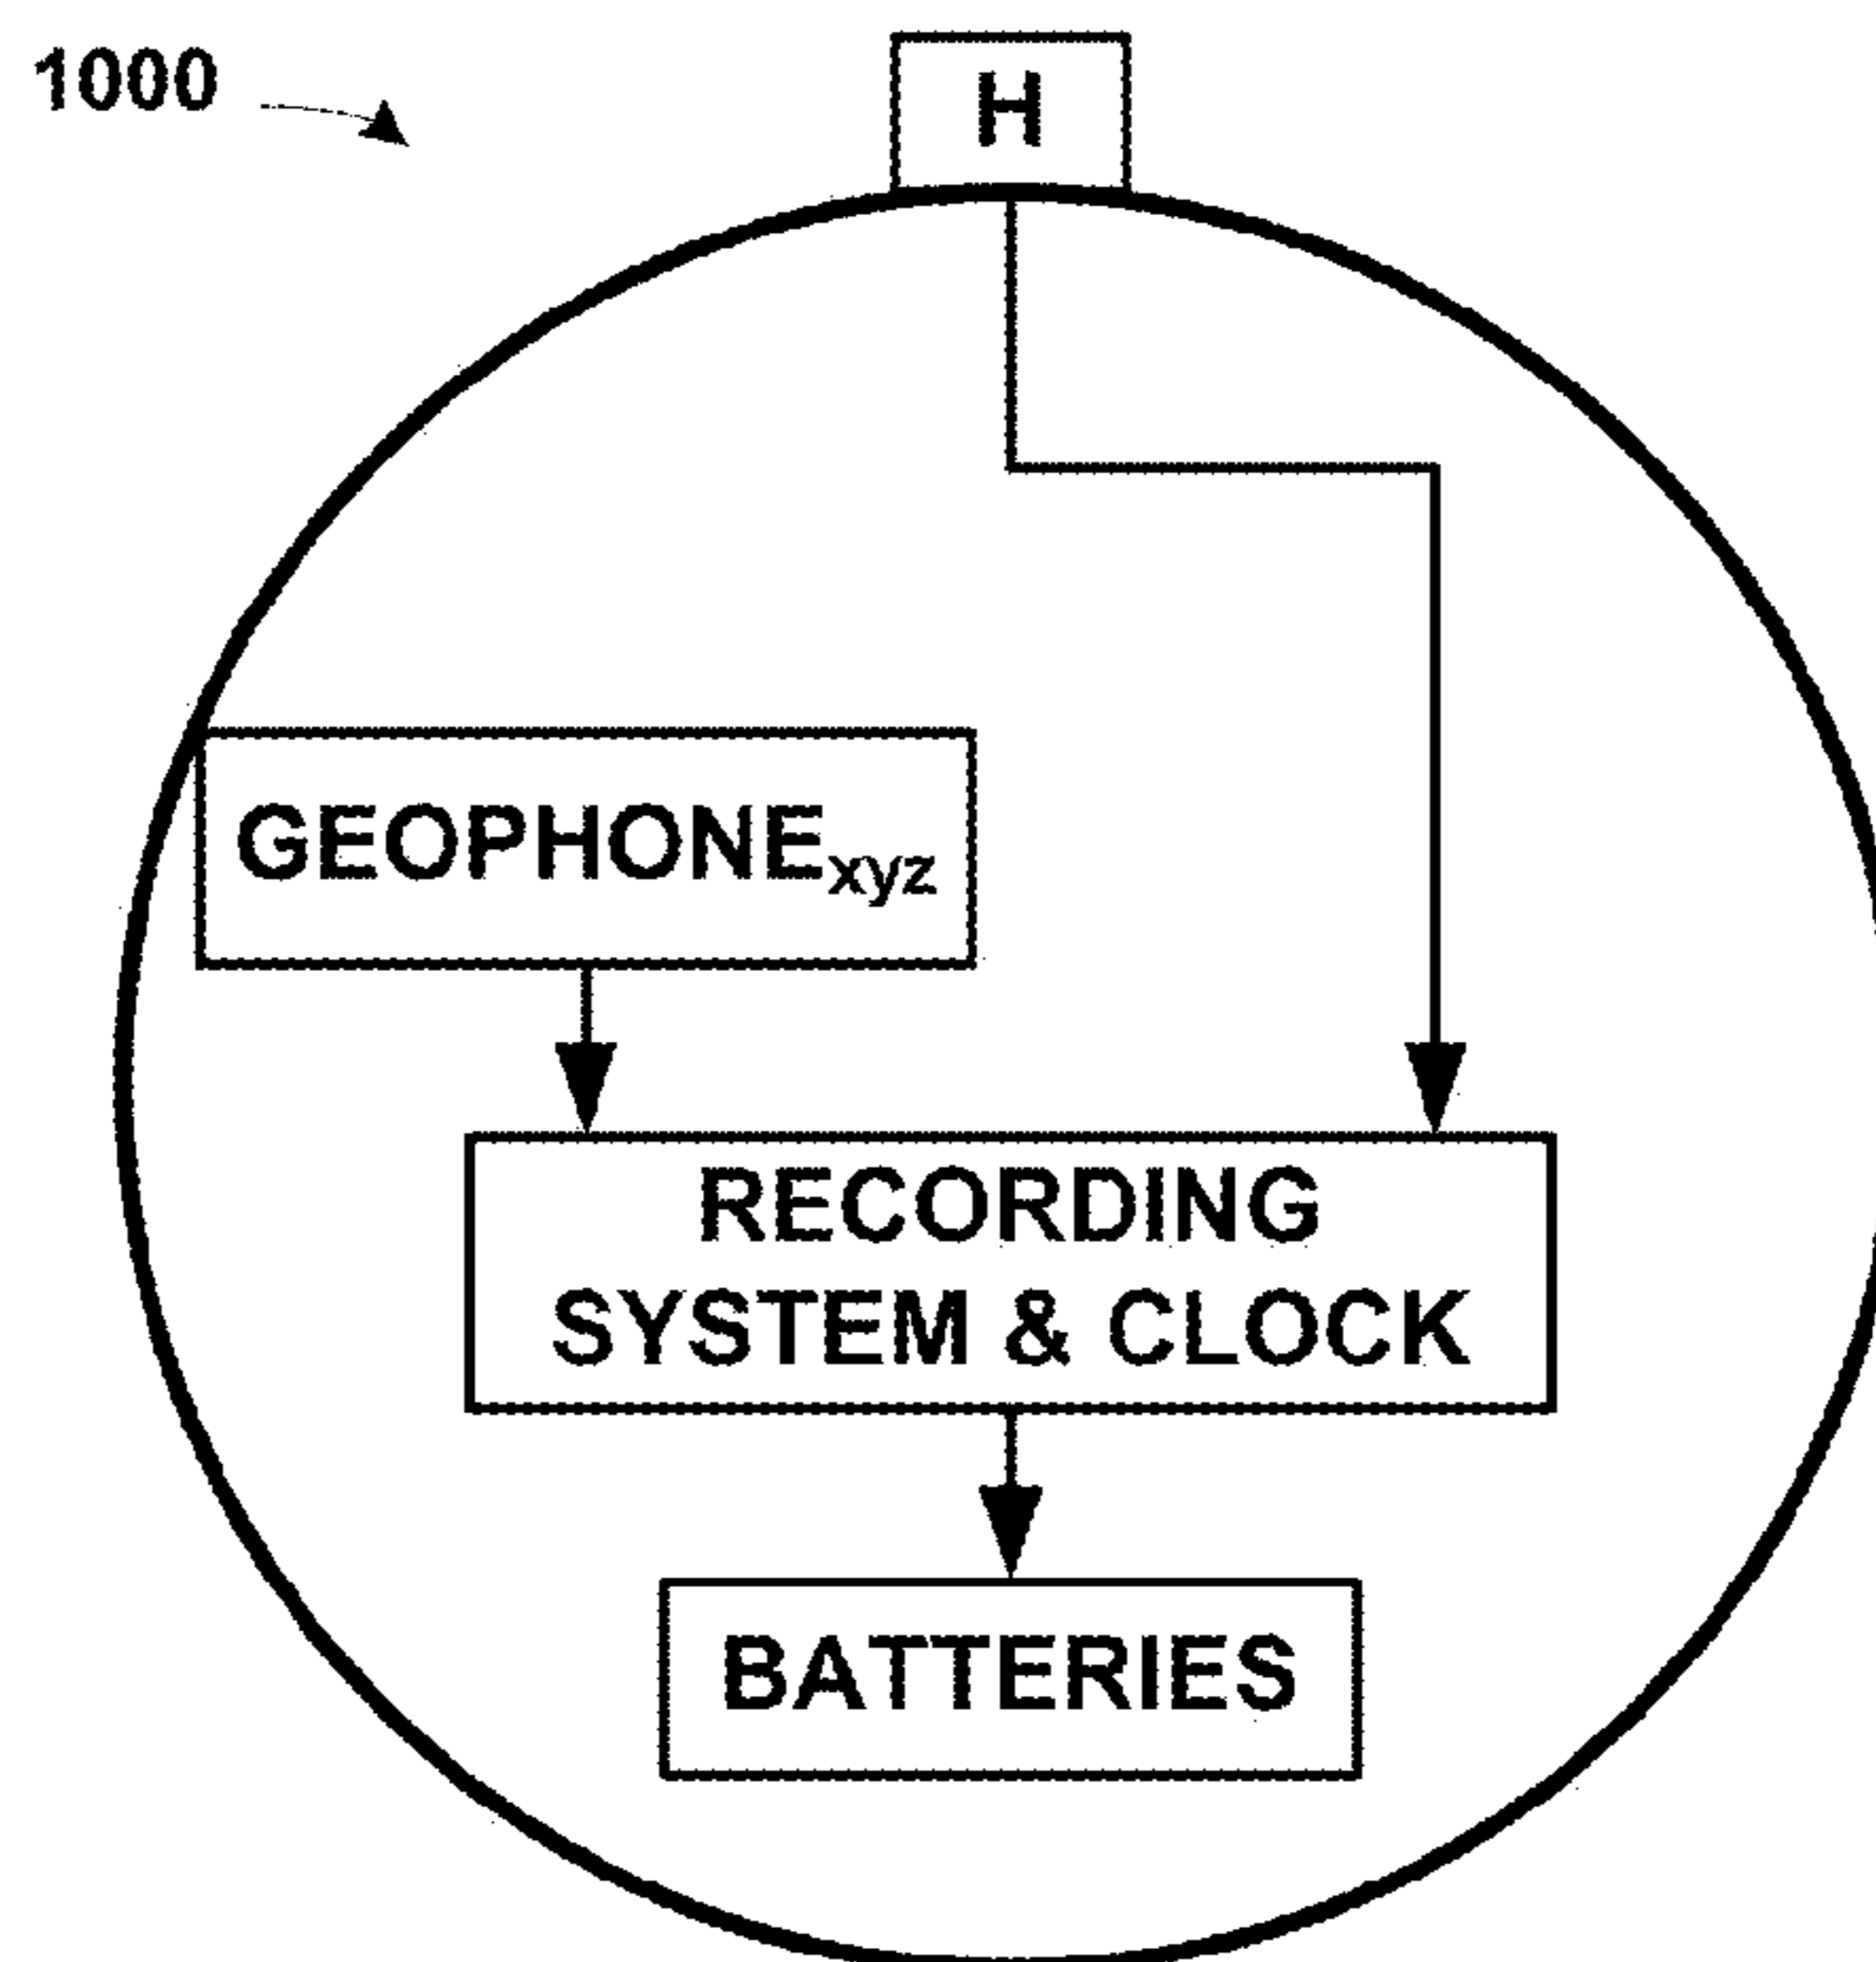 1000
H
GEOPHONExyz
RECORDING
SYSTEM & CLOCK
BATTERIES